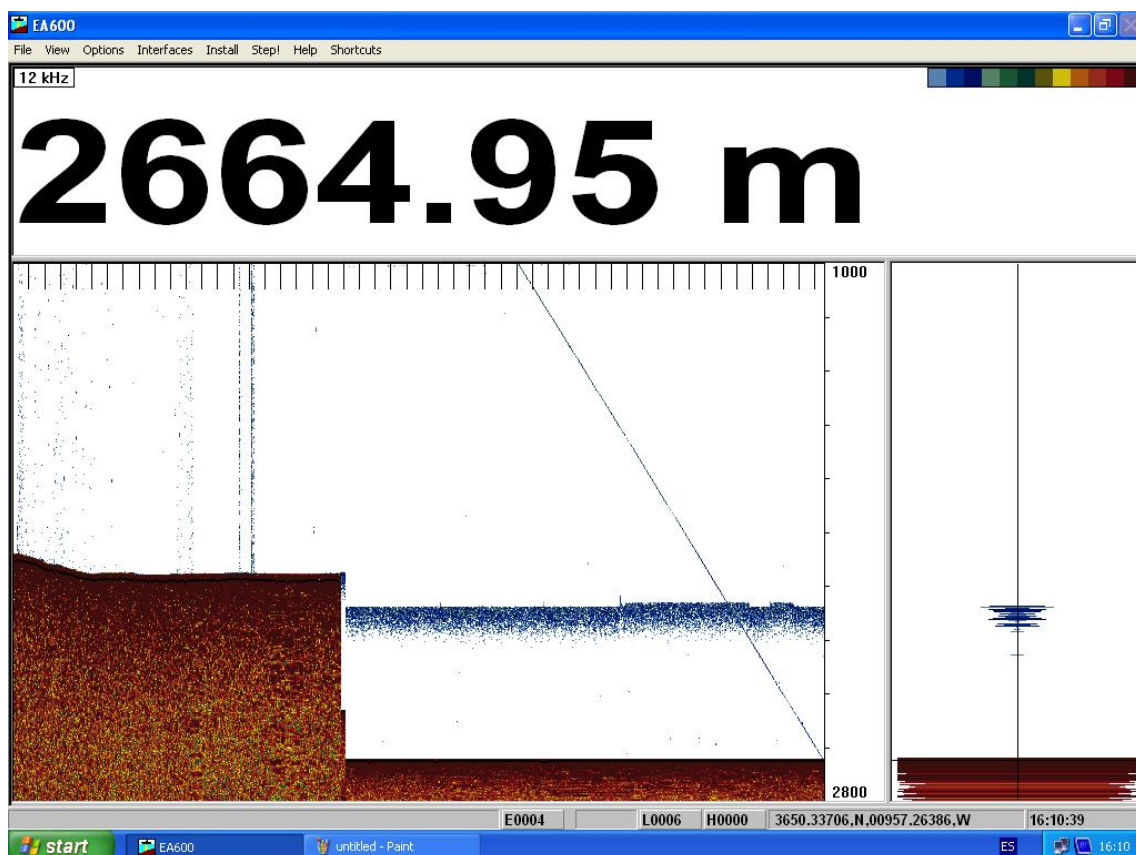 EA600
File View Options Interfaces Install Step! Help Shortcuts
12 kHz
2664.95 m
1000
2800
E0004 L0006 H0000 3650.33706,N,00957.26386,W 16:10:39
start EA600 untitled - Paint ES 16:10